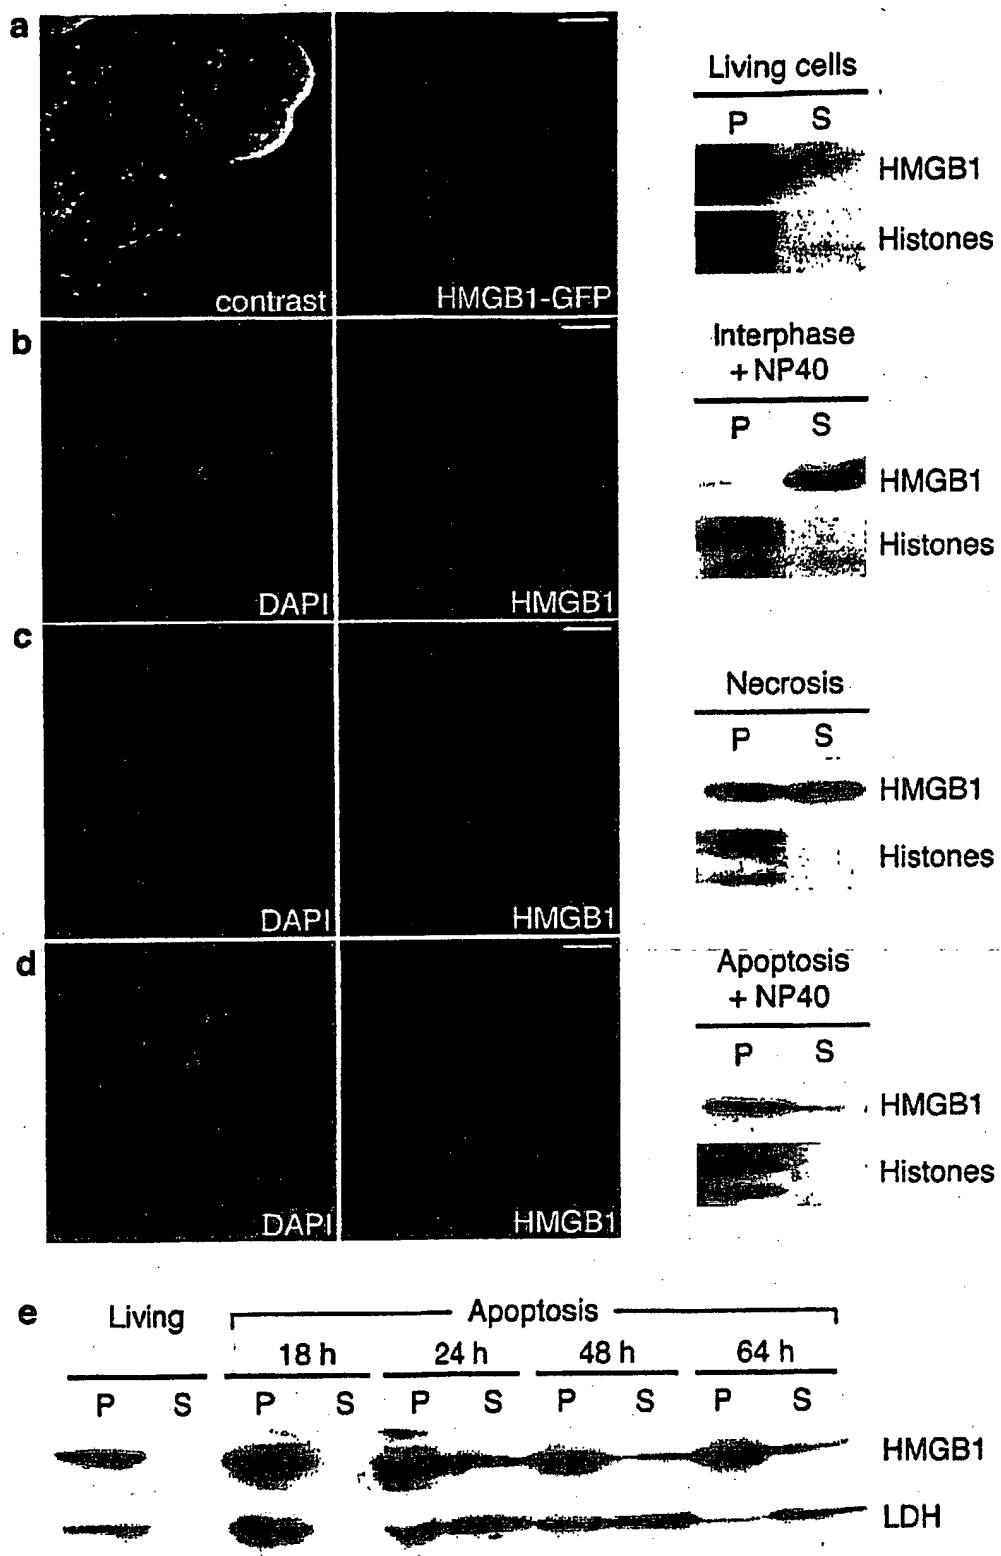 a
contrast
HMGB1-GFP
Living cells
P S
HMGB1
Histones
b
DAPI
HMGB1
Interphase
+ NP40
P S
HMGB1
Histones
c
DAPI
HMGB1
Necrosis
P S
HMGB1
Histones
d
DAPI
HMGB1
Apoptosis
+ NP40
P S
HMGB1
Histones
e
Living Apoptosis
18 h 24 h 48 h 64 h
P S P S P S P S P S
HMGB1
LDH